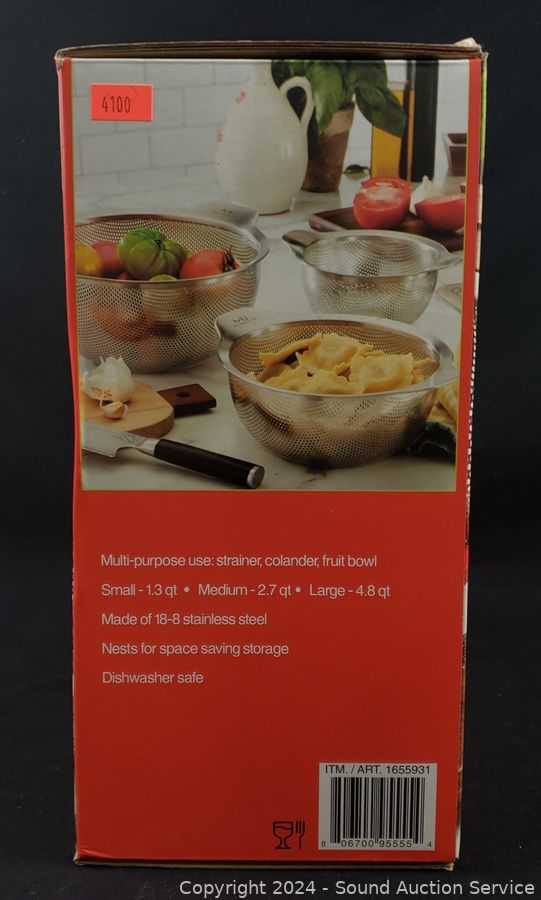 4100
MIU
Multi-purpose use: strainer, colander, fruit bowl
Small - 1.3 qt • Medium - 2.7 qt • Large - 4.8 qt
Made of 18-8 stainless steel
Nests for space saving storage
Dishwasher safe
ITM. / ART. 1655931
8 06700 95555 4
Copyright 2024 - Sound Auction Service